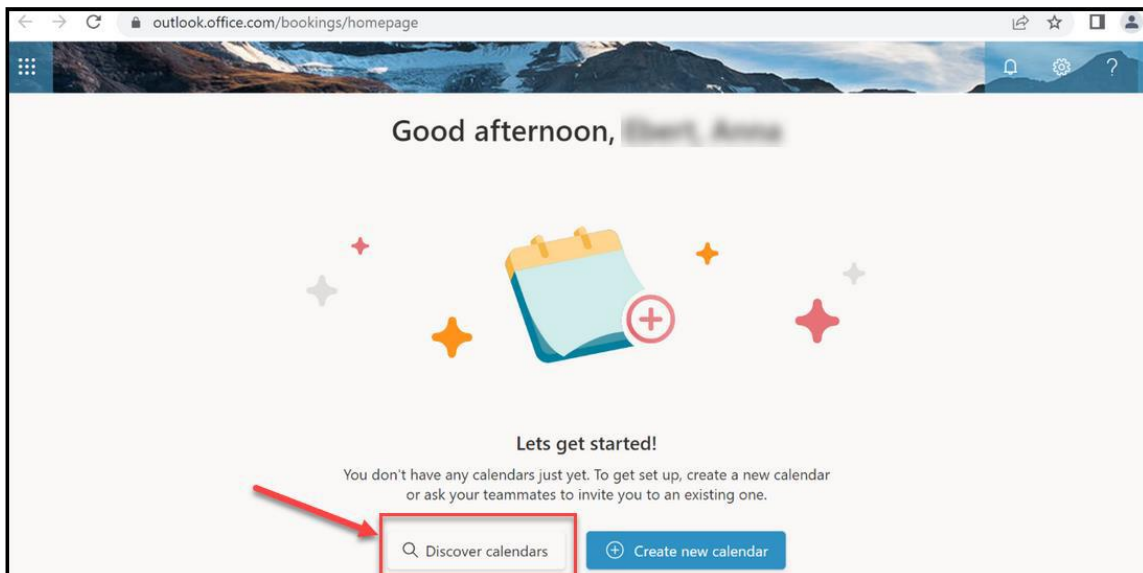 outlook.office.com/bookings/homepage
?
Good afternoon,
Lets get started!
You don't have any calendars just yet. To get set up, create a new calendar
or ask your teammates to invite you to an existing one.
Discover calendars
Create new calendar